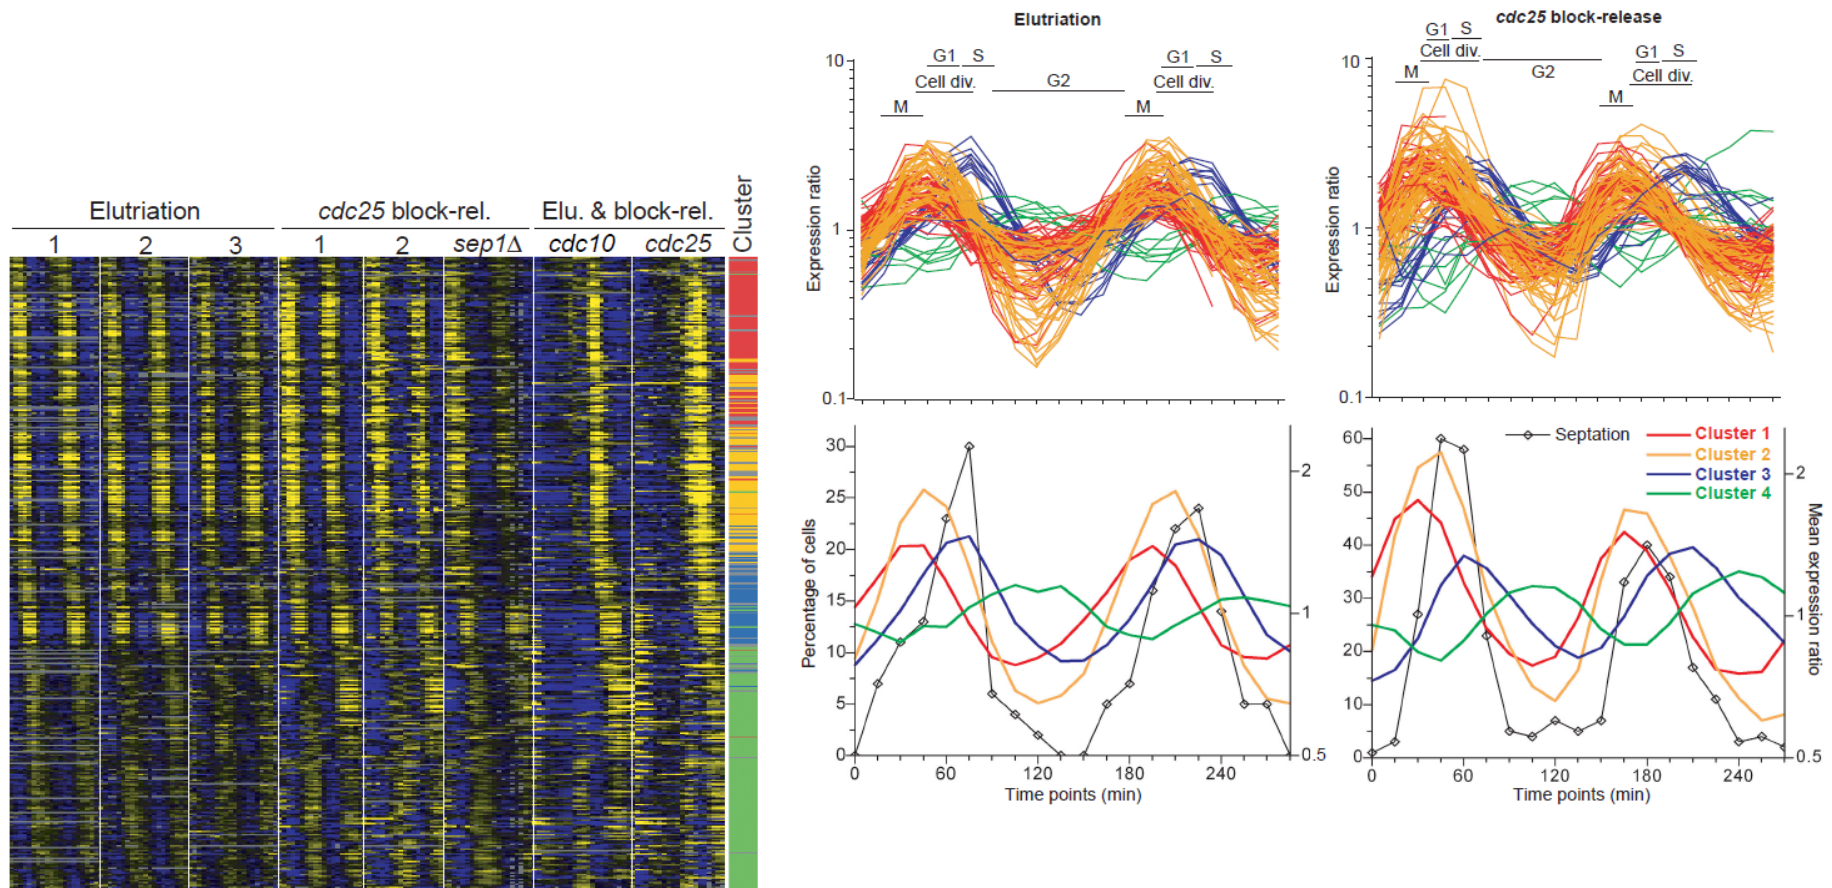 Elutriation
cdc25 block-rel.
Elu. & block-rel.
Cluster
1
2
3
1
2
sep1Δ
cdc10
cdc25
Elutriation
G1
S
Cell div.
G2
M
G1
S
Cell div.
M
10
1
0.1
Expression ratio
cdc25 block-release
G1
S
Cell div.
M
G2
G1
S
Cell div.
M
10
1
0.1
Expression ratio
30
25
20
15
10
5
0
Percentage of cells
2
1
0.5
0
60
120
180
240
Time points (min)
60
50
40
30
20
10
0
Septation
Cluster 1
Cluster 2
Cluster 3
Cluster 4
2
1
0.5
Mean expression ratio
0
60
120
180
240
Time points (min)